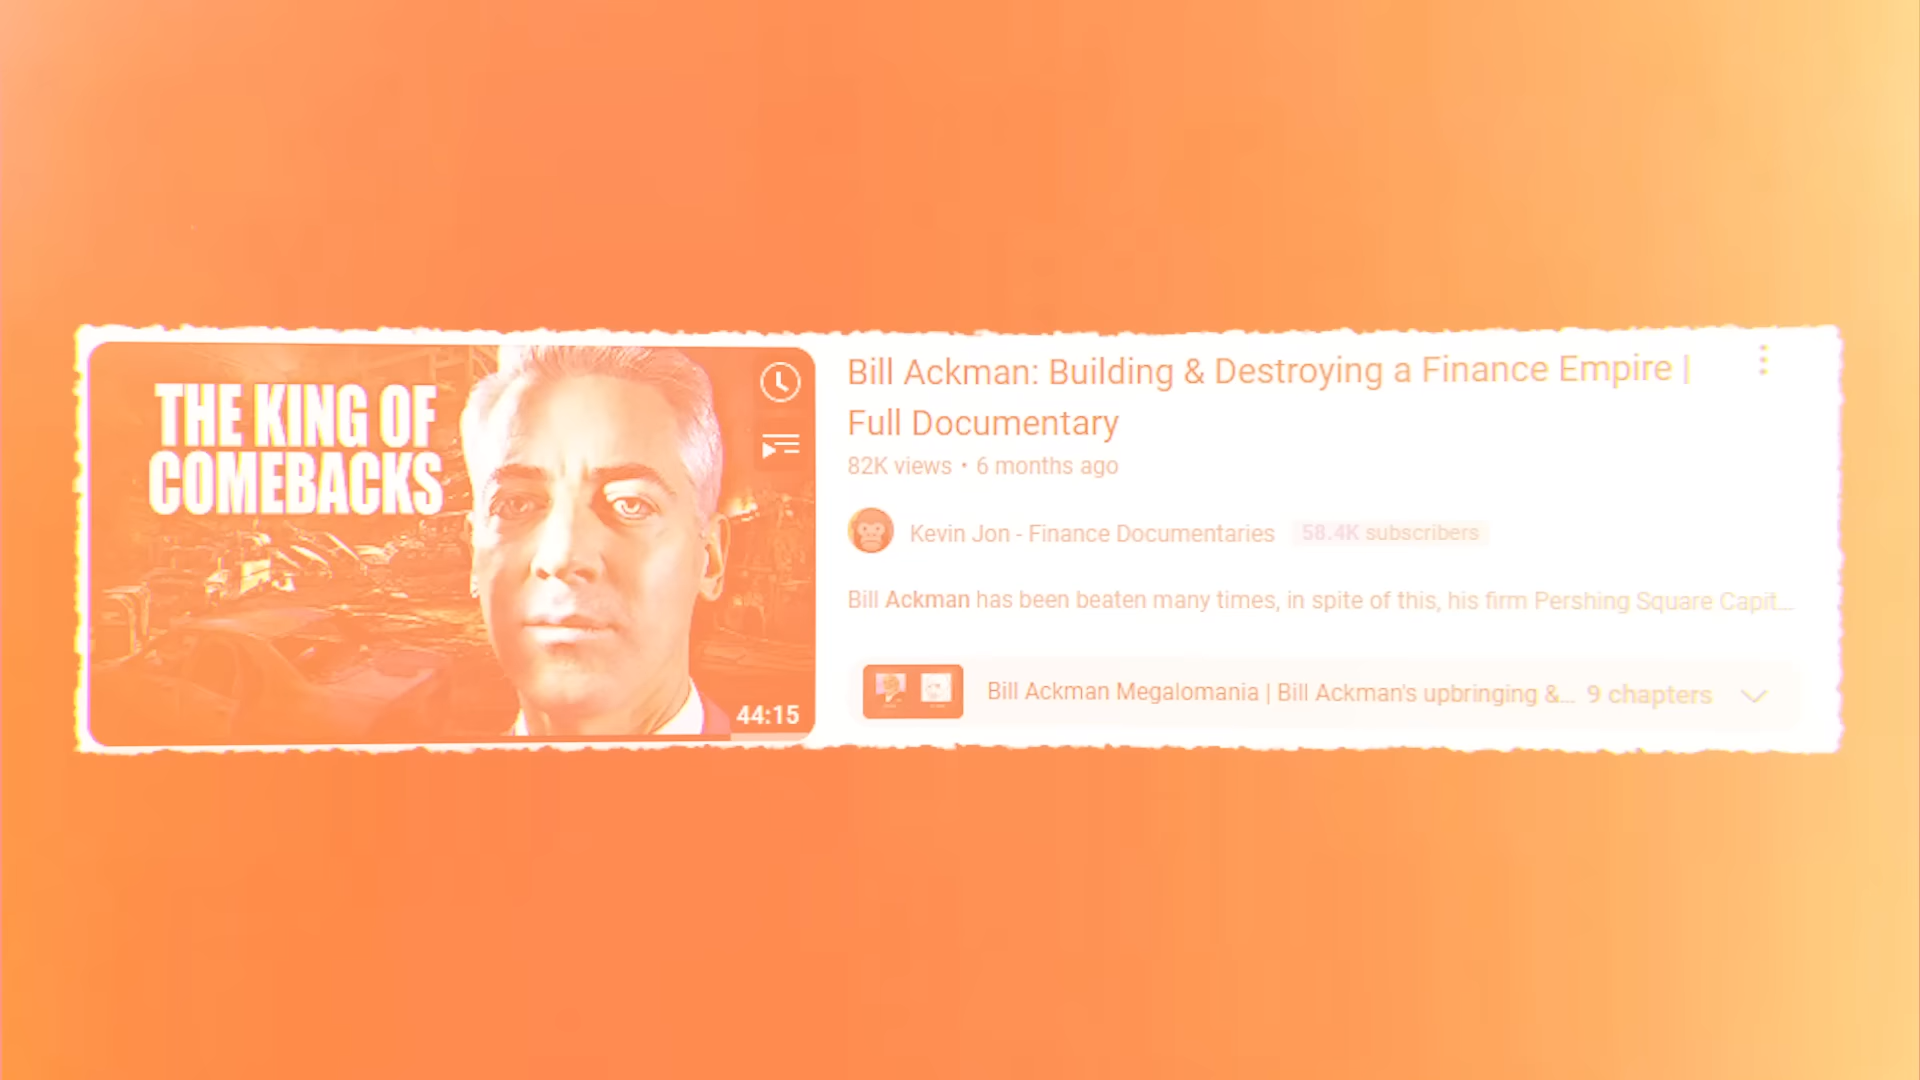 THE KING OF
COMEBACKS
44:15
Bill Ackman: Building & Destroying a Finance Empire |
Full Documentary
82K views • 6 months ago
Kevin Jon - Finance Documentaries 58.4K subscribers
Bill Ackman has been beaten many times, in spite of this, his firm Pershing Square Capit...
Bill Ackman Megalomania | Bill Ackman's upbringing &... 9 chapters